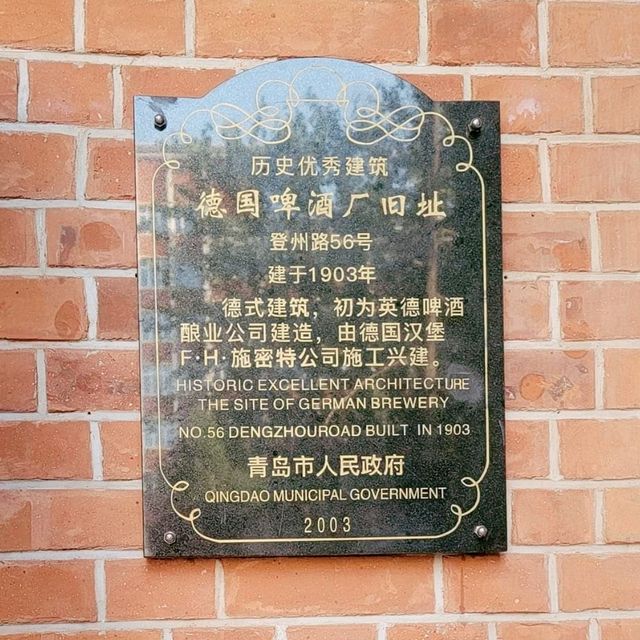 历史优秀建筑
德国啤酒厂旧址
登州路56号
建于1903年
德式建筑，初为英德啤酒
酿业公司建造，由德国汉堡
F·H·施密特公司施工兴建。
HISTORIC EXCELLENT ARCHITECTURE
THE SITE OF GERMAN BREWERY
NO.56 DENGZHOUROAD BUILT IN 1903
青岛市人民政府
QINGDAO MUNICIPAL GOVERNMENT
2003